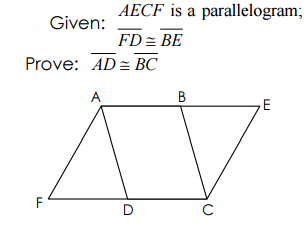 Given: AECF is a parallelogram;
FD ≅ BE
Prove: AD ≅ BC
A B E
F D C